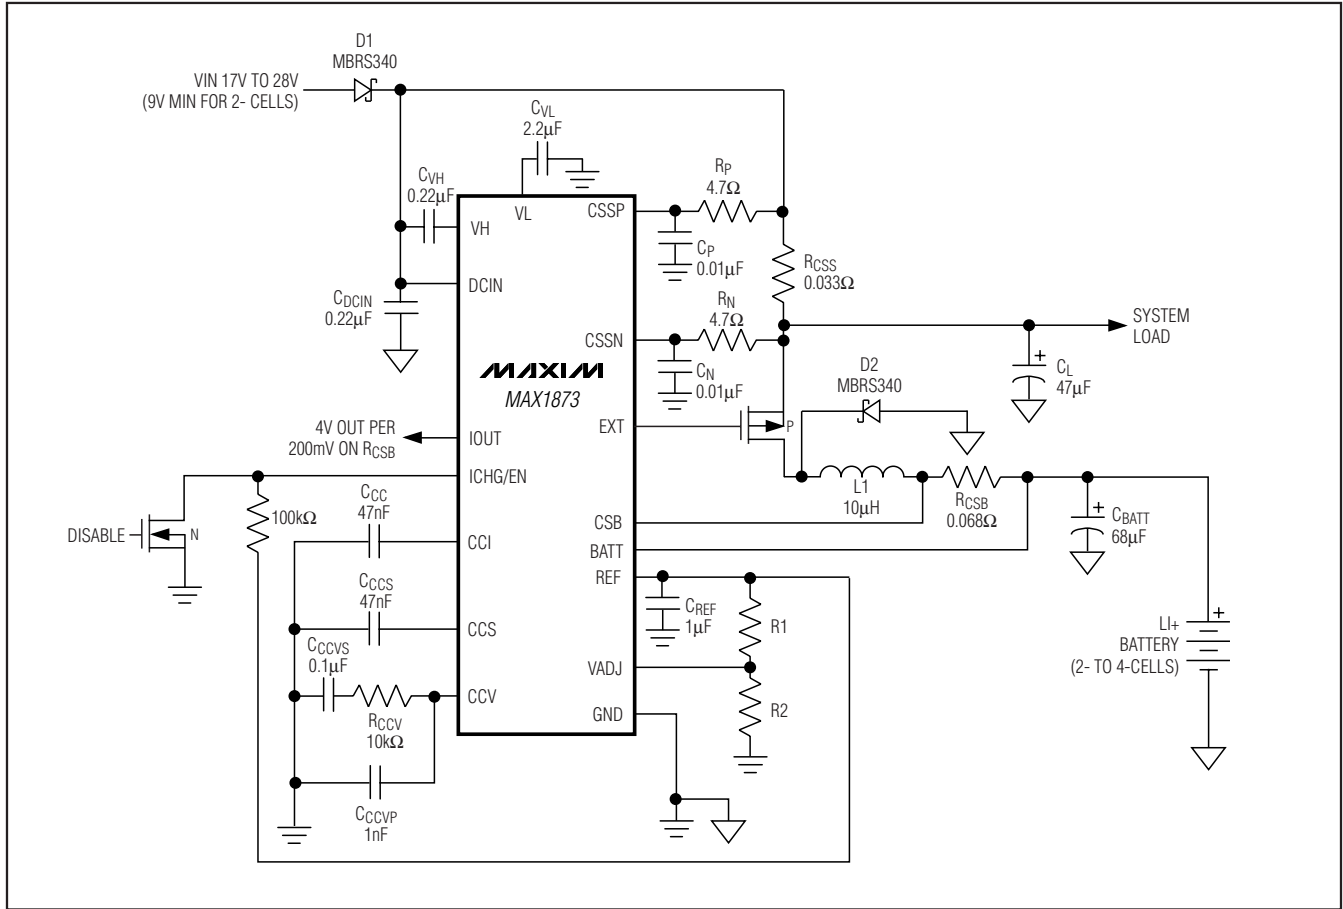 D1
MBRS340
VIN 17V TO 28V
(9V MIN FOR 2- CELLS)
CVL
2.2µF
CVH
0.22µF
VL
VH
CSSP
RP
4.7Ω
CP
0.01µF
RCSS
0.033Ω
DCIN
CDCIN
0.22µF
RN
4.7Ω
CSSN
CN
0.01µF
SYSTEM
LOAD
CL
47µF
+
MAXIM
MAX1873
D2
MBRS340
EXT
P
4V OUT PER
200mV ON RCSB
IOUT
ICHG/EN
100kΩ
DISABLE
N
CCC
47nF
CCI
CCCS
47nF
CCS
CCCVS
0.1µF
RCCV
10kΩ
CCV
CCCVP
1nF
L1
10µH
RCSB
0.068Ω
CSB
BATT
+
CBATT
68µF
REF
CREF
1µF
R1
VADJ
R2
GND
+
LI+
BATTERY
(2- TO 4-CELLS)